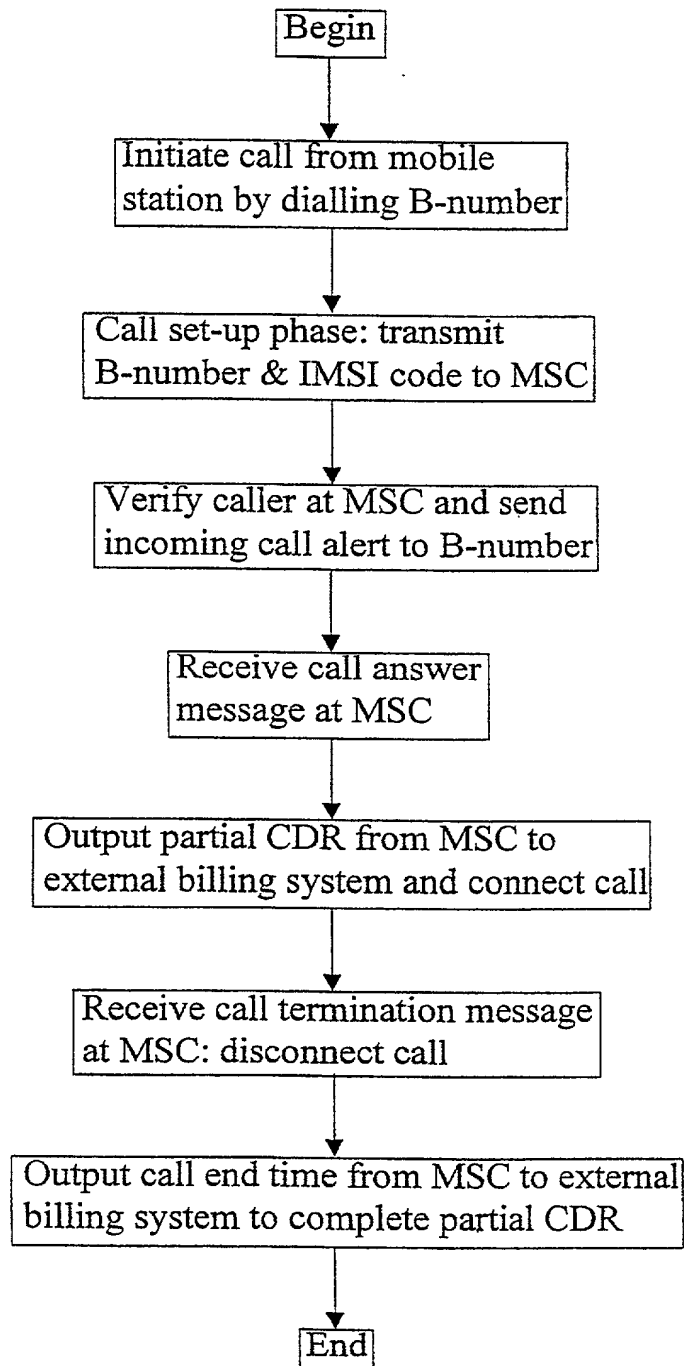 Begin
Initiate call from mobile
station by dialling B-number
Call set-up phase: transmit
B-number & IMSI code to MSC
Verify caller at MSC and send
incoming call alert to B-number
Receive call answer
message at MSC
Output partial CDR from MSC to
external billing system and connect call
Receive call termination message
at MSC: disconnect call
Output call end time from MSC to external
billing system to complete partial CDR
End